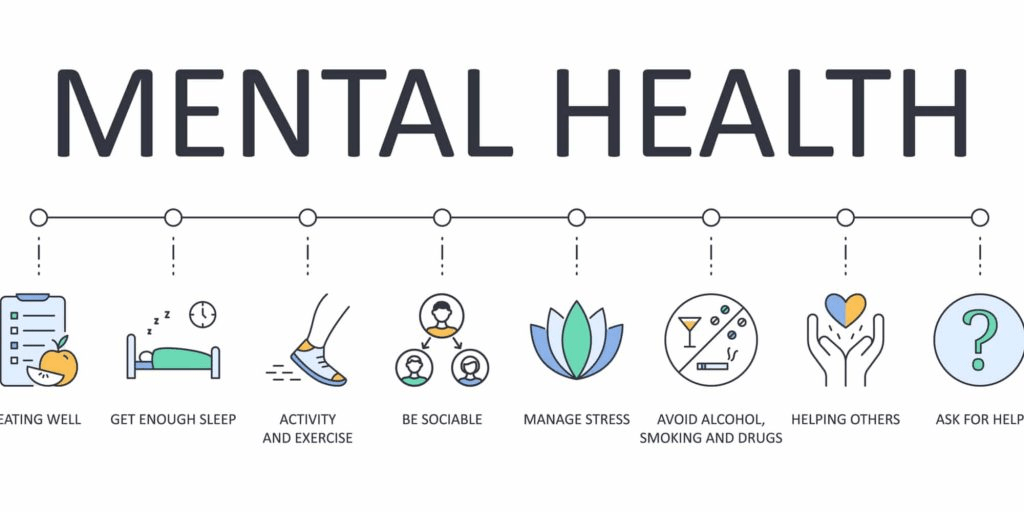 MENTAL HEALTH
EATING WELL
GET ENOUGH SLEEP
ACTIVITY
AND EXERCISE
BE SOCIABLE
MANAGE STRESS
AVOID ALCOHOL,
SMOKING AND DRUGS
HELPING OTHERS
ASK FOR HELP
z z z
?